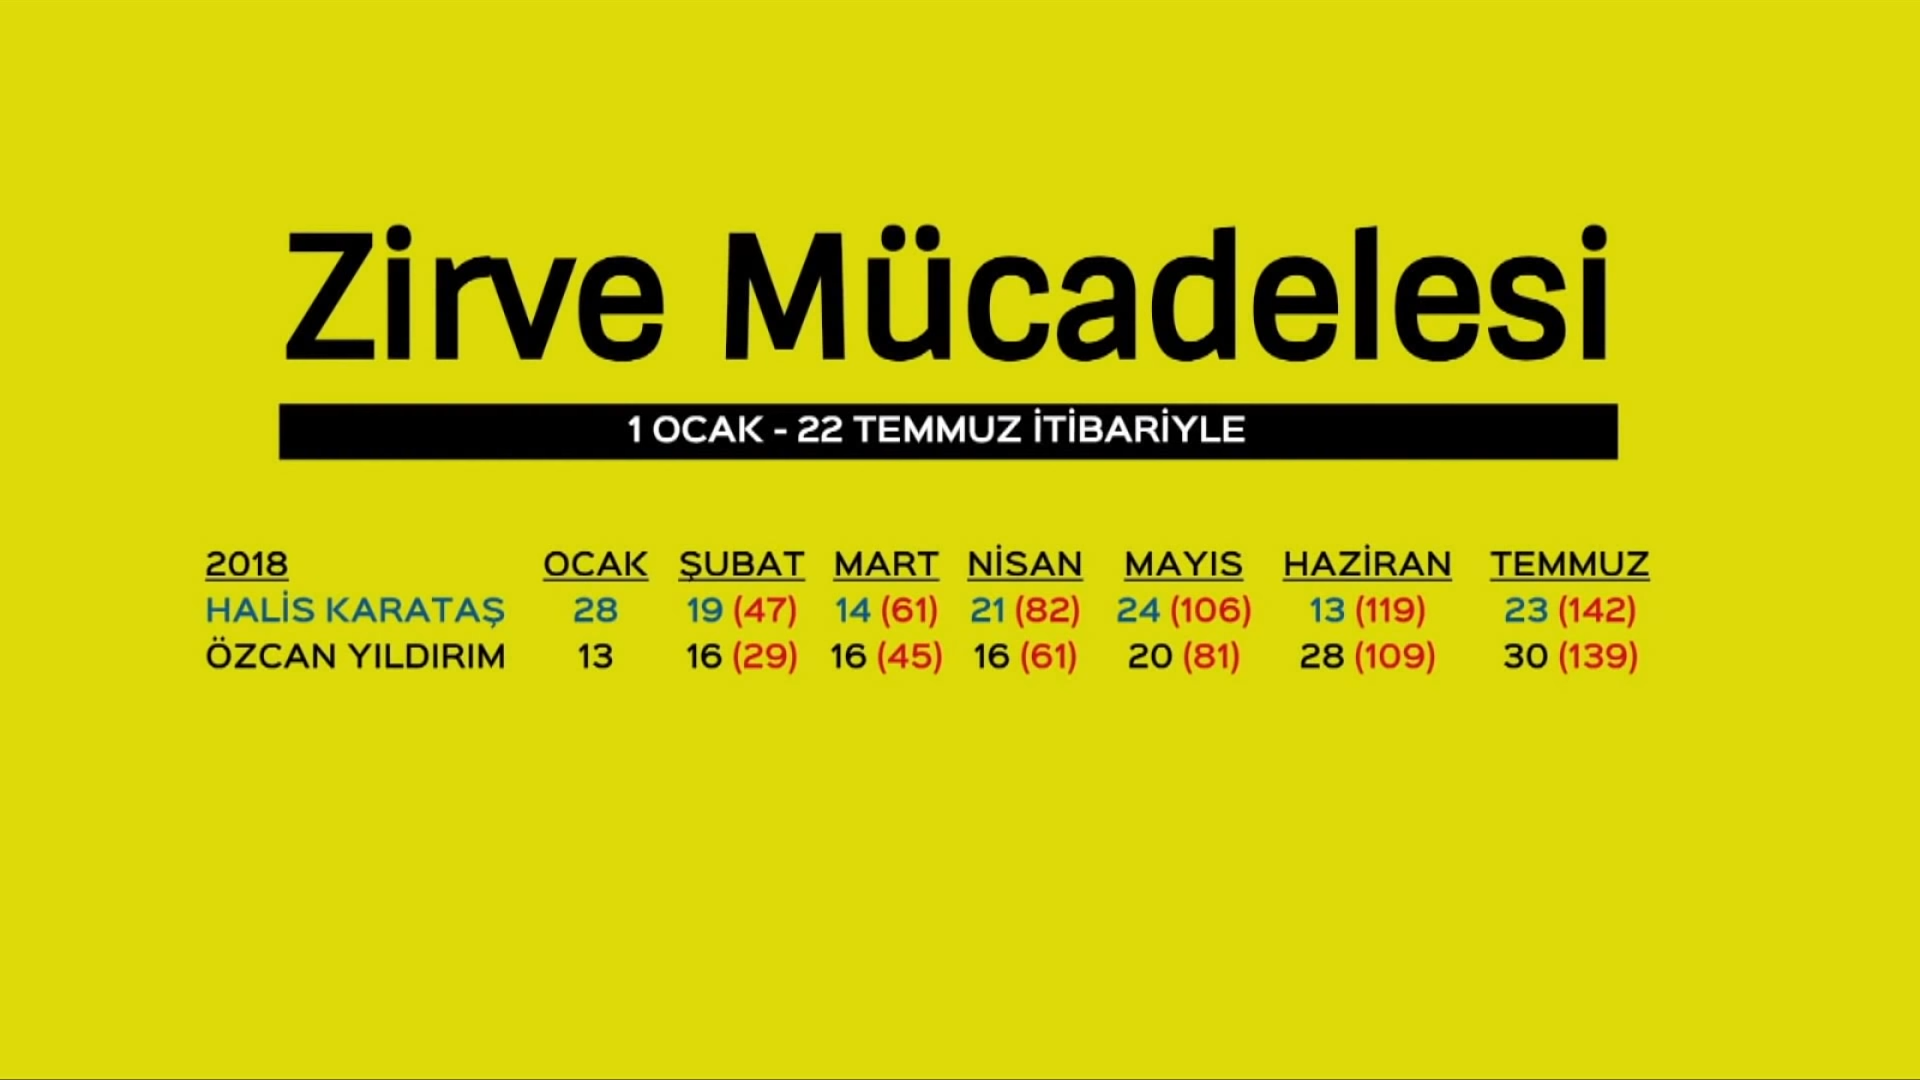 Zirve Mücadelesi
1 OCAK - 22 TEMMUZ İTİBARİYLE
2018 OCAK ŞUBAT MART NİSAN MAYIS HAZİRAN TEMMUZ
HALİS KARATAŞ 28 19 (47) 14 (61) 21 (82) 24 (106) 13 (119) 23 (142)
ÖZCAN YILDIRIM 13 16 (29) 16 (45) 16 (61) 20 (81) 28 (109) 30 (139)